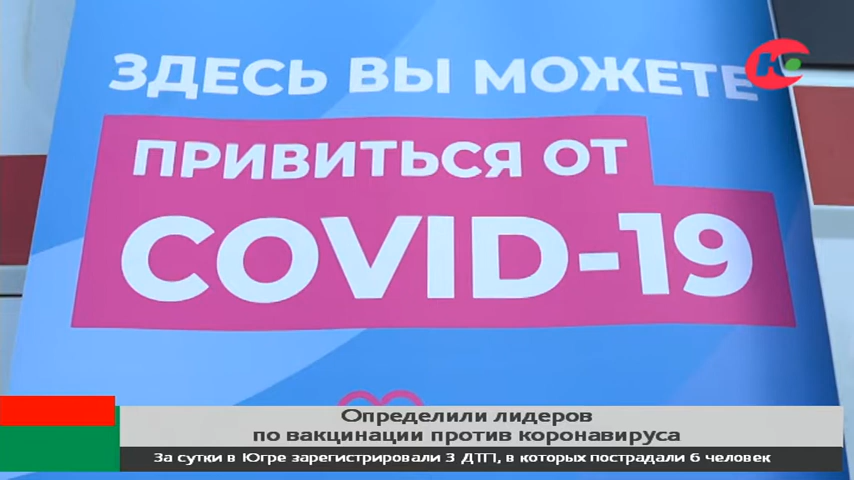 ЗДЕСЬ ВЫ МОЖЕТЕ
ПРИВИТЬСЯ ОТ
COVID-19
Определили лидеров
по вакцинации против коронавируса
За сутки в Югре зарегистрировали 3 ДТП, в которых пострадали 6 человек